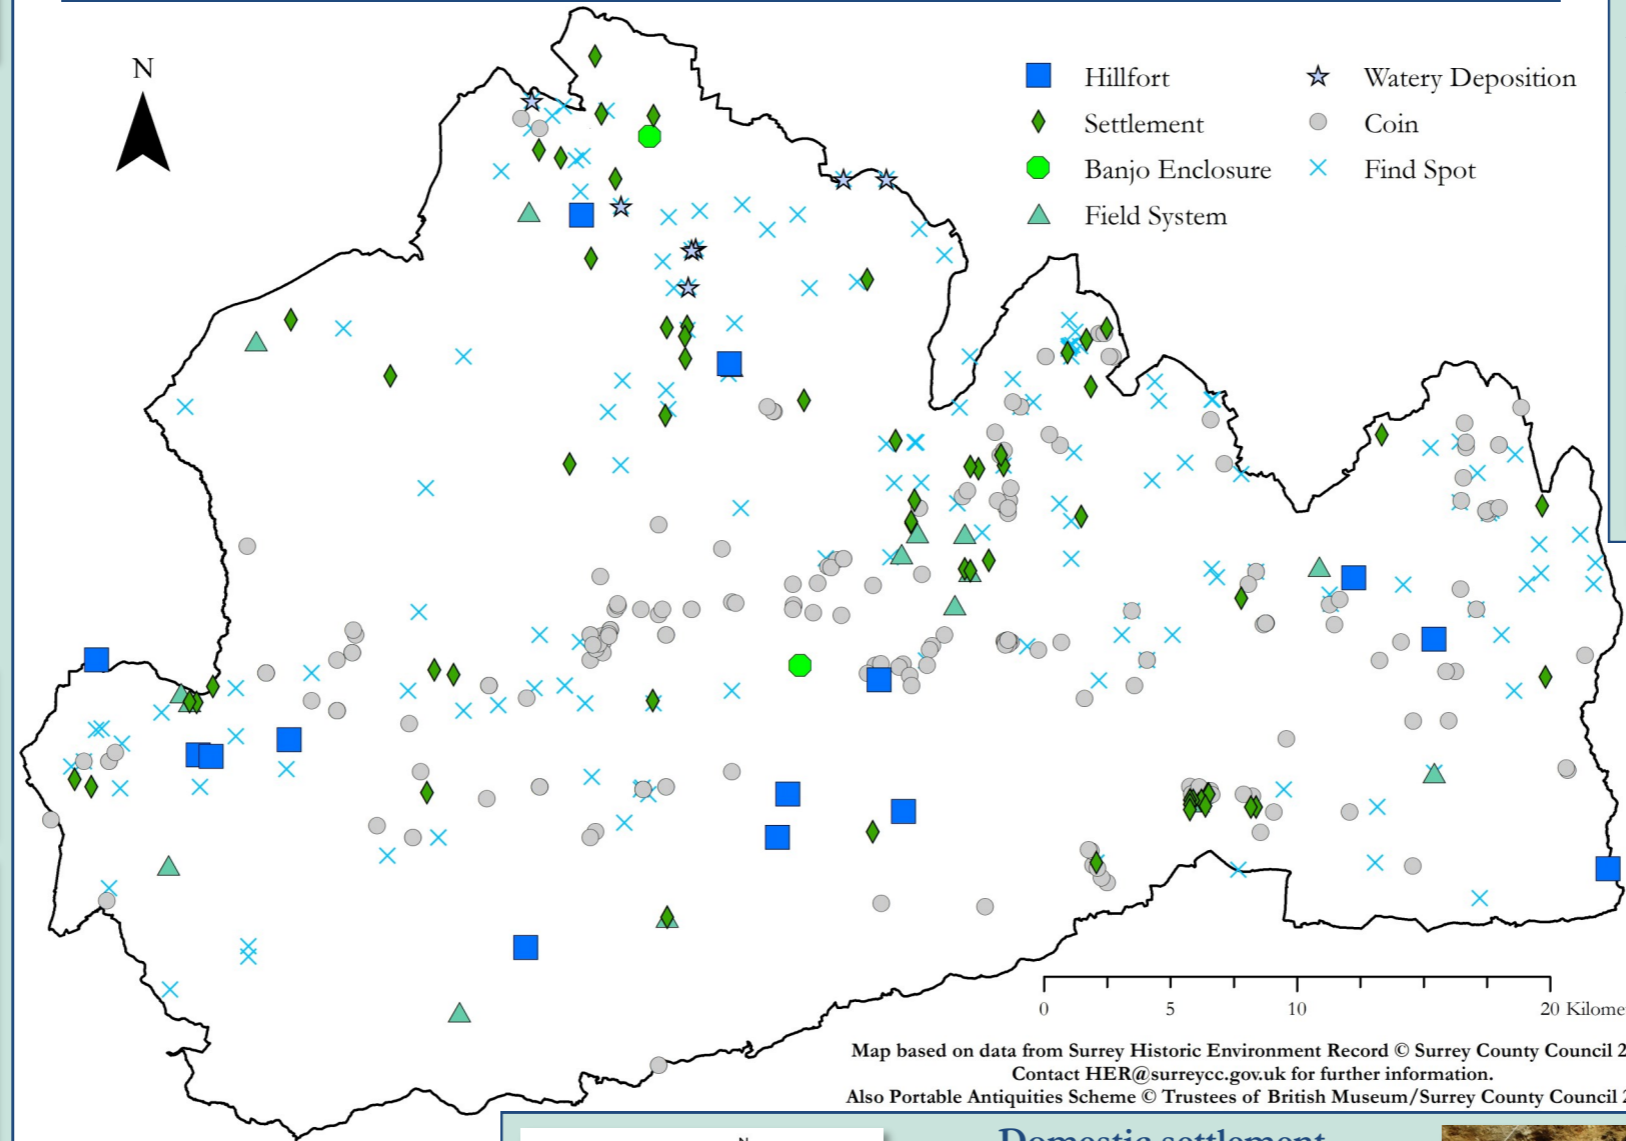 N
Hillfort
Settlement
Banjo Enclosure
Field System
Watery Deposition
Coin
Find Spot
0 5 10 20 Kilome
Map based on data from Surrey Historic Environment Record © Surrey County Council 2
Contact HER@surreycc.gov.uk for further information.
Also Portable Antiquities Scheme © Trustees of British Museum/Surrey County Council 2
N
Domestic settlement